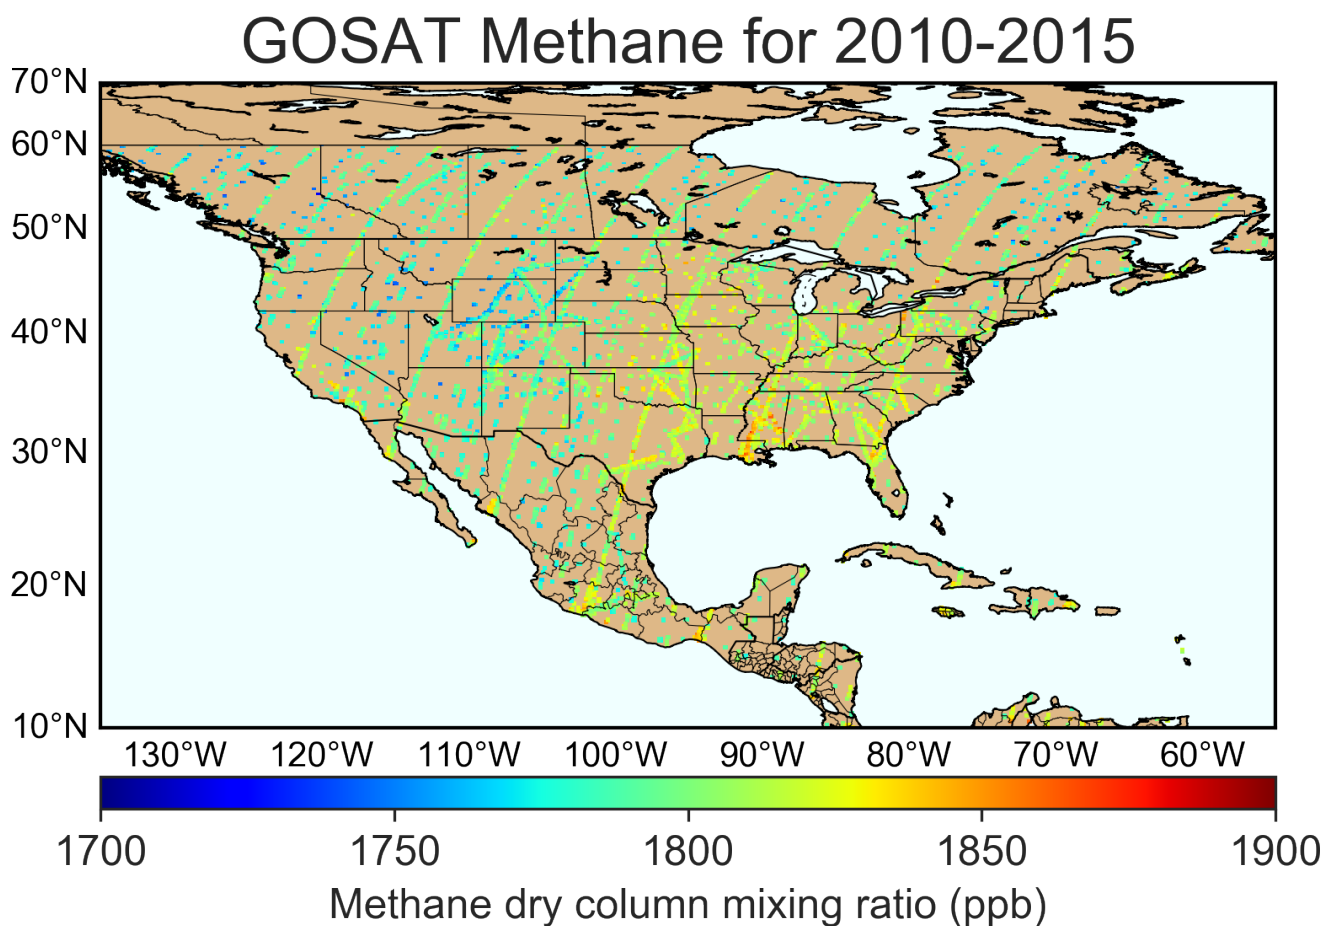 GOSAT Methane for 2010-2015
70°N
60°N
50°N
40°N
30°N
20°N
10°N
130°W 120°W 110°W 100°W 90°W 80°W 70°W 60°W
1700 1750 1800 1850 1900
Methane dry column mixing ratio (ppb)